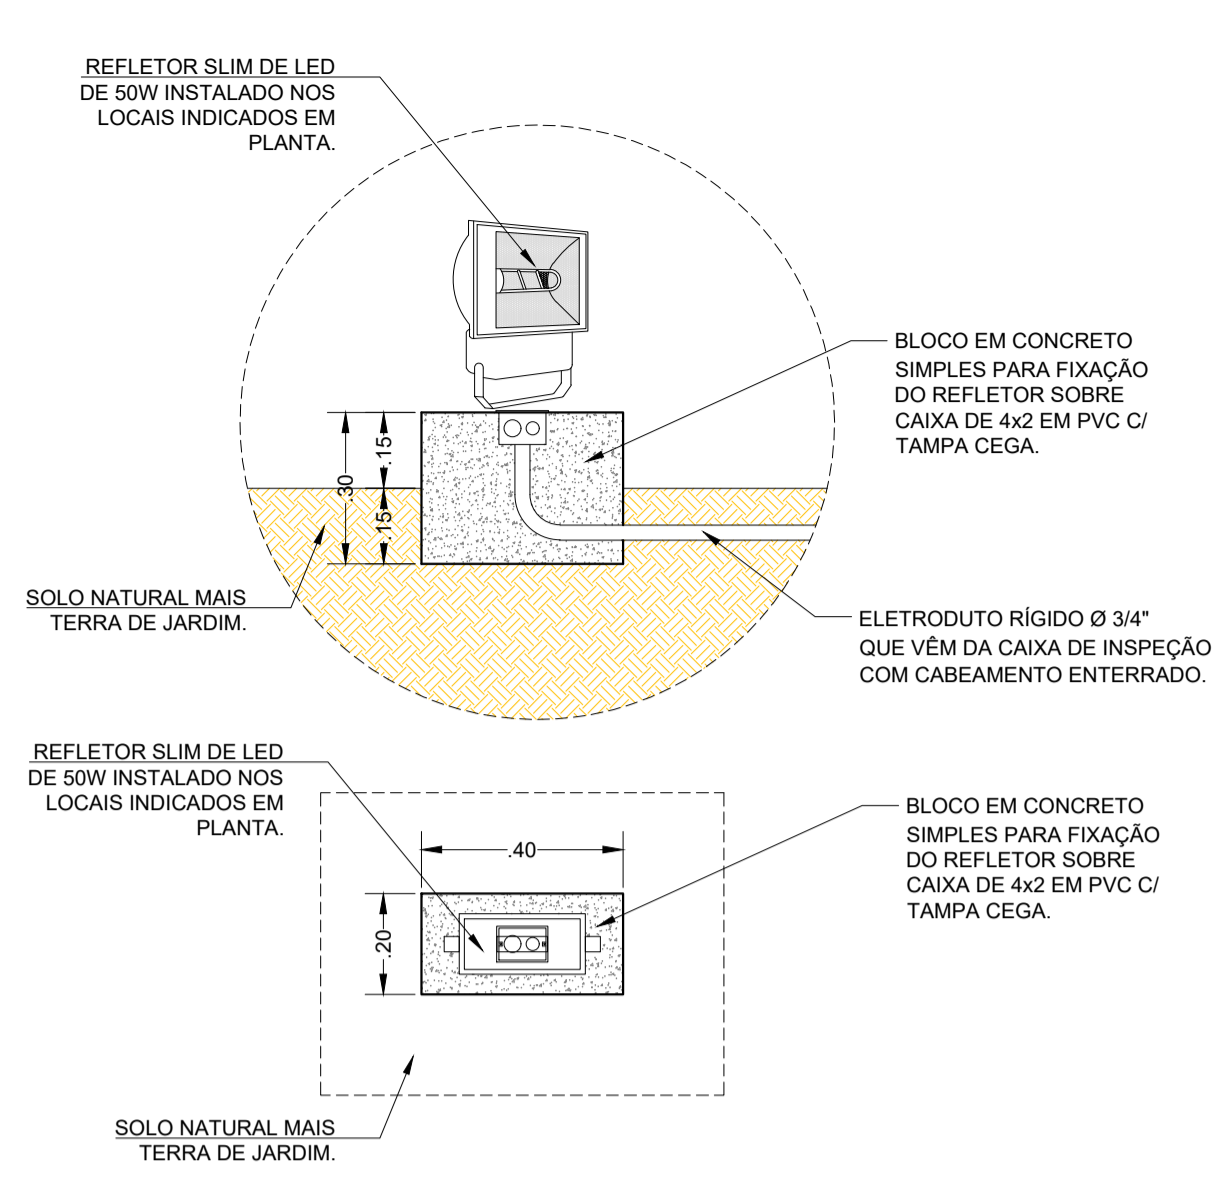 REFLETOR SLIM DE LED
DE 50W INSTALADO NOS
LOCAIS INDICADOS EM
PLANTA.
BLOCO EM CONCRETO
SIMPLES PARA FIXAÇÃO
DO REFLETOR SOBRE
CAIXA DE 4x2 EM PVC C/
TAMPA CEGA.
.30
.15
.15
SOLO NATURAL MAIS
TERRA DE JARDIM.
ELETRODUTO RÍGIDO Ø 3/4"
QUE VÊM DA CAIXA DE INSPEÇÃO
COM CABEAMENTO ENTERRADO.
REFLETOR SLIM DE LED
DE 50W INSTALADO NOS
LOCAIS INDICADOS EM
PLANTA.
BLOCO EM CONCRETO
SIMPLES PARA FIXAÇÃO
DO REFLETOR SOBRE
CAIXA DE 4x2 EM PVC C/
TAMPA CEGA.
.40
.20
SOLO NATURAL MAIS
TERRA DE JARDIM.